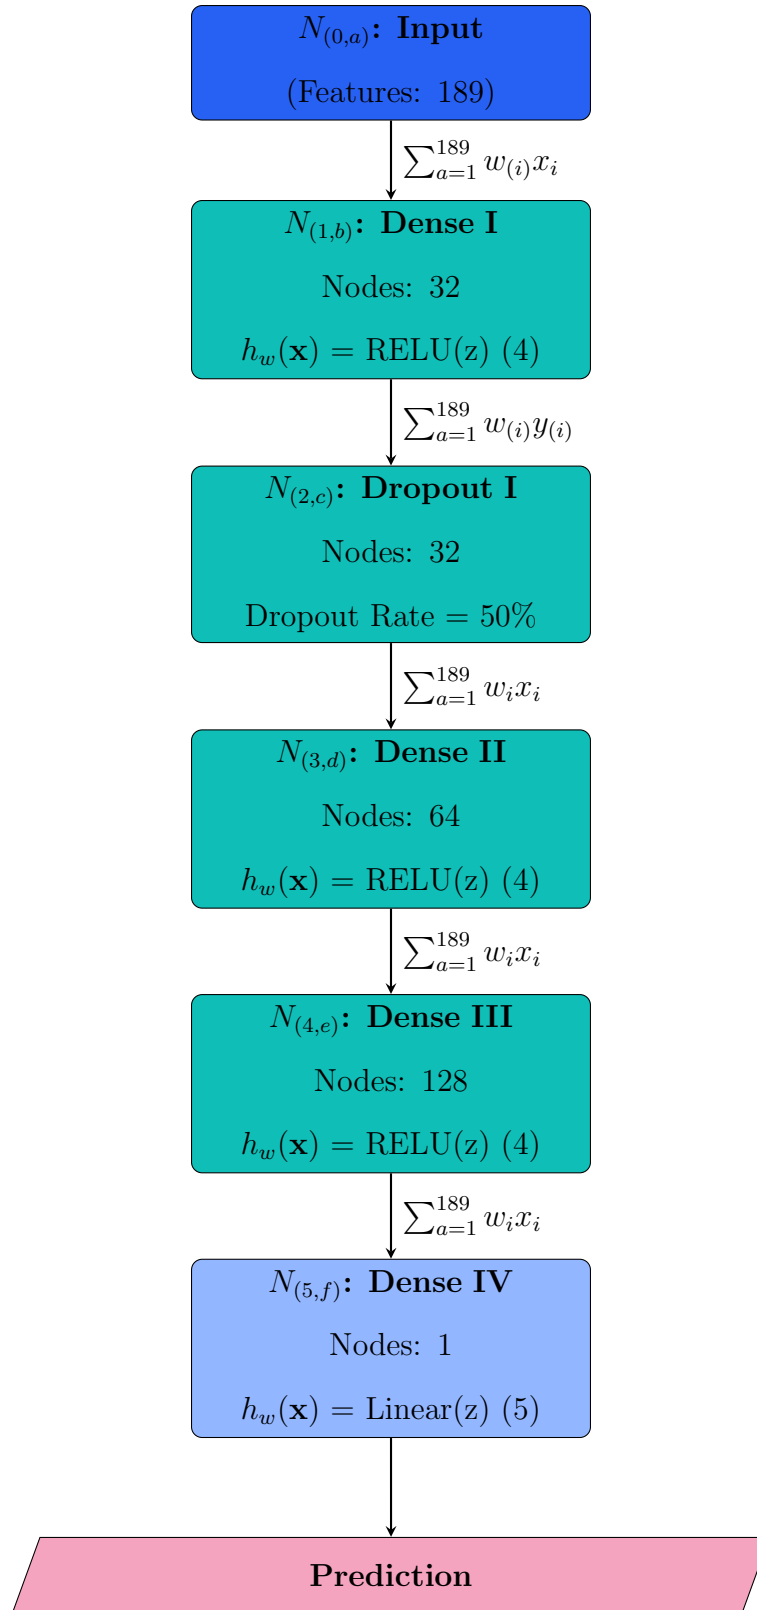 N(0,a): Input
(Features: 189)
∑_{a=1}^{189} w_{(i)}x_i
N(1,b): Dense I
Nodes: 32
h_w(x) = RELU(z) (4)
∑_{a=1}^{189} w_{(i)}y_{(i)}
N(2,c): Dropout I
Nodes: 32
Dropout Rate = 50%
∑_{a=1}^{189} w_i x_i
N(3,d): Dense II
Nodes: 64
h_w(x) = RELU(z) (4)
∑_{a=1}^{189} w_i x_i
N(4,e): Dense III
Nodes: 128
h_w(x) = RELU(z) (4)
∑_{a=1}^{189} w_i x_i
N(5,f): Dense IV
Nodes: 1
h_w(x) = Linear(z) (5)
Prediction